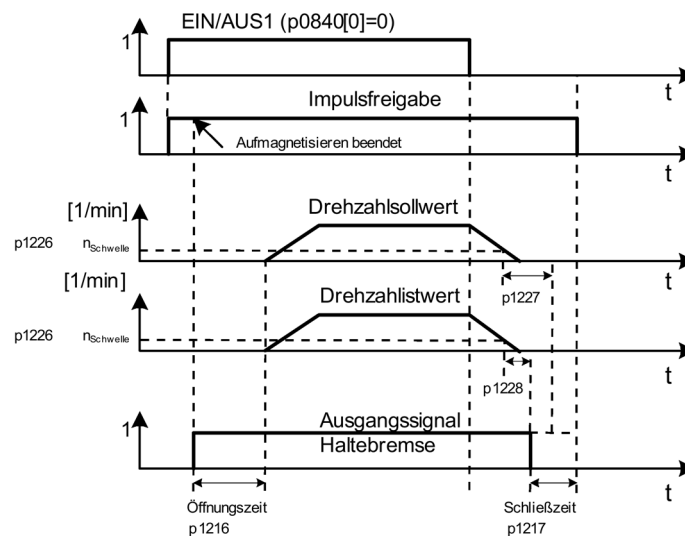 EIN/AUS1 (p0840[0]=0)
1
t
Impulsfreigabe
1
Aufmagnetisieren beendet
t
[1/min]
Drehzahlsollwert
p1226 nSchwelle
t
p1227
[1/min]
Drehzahlistwert
p1226 nSchwelle
t
p1228
Ausgangssignal
1
Haltebremse
t
Öffnungszeit
p1216
Schließzeit
p1217